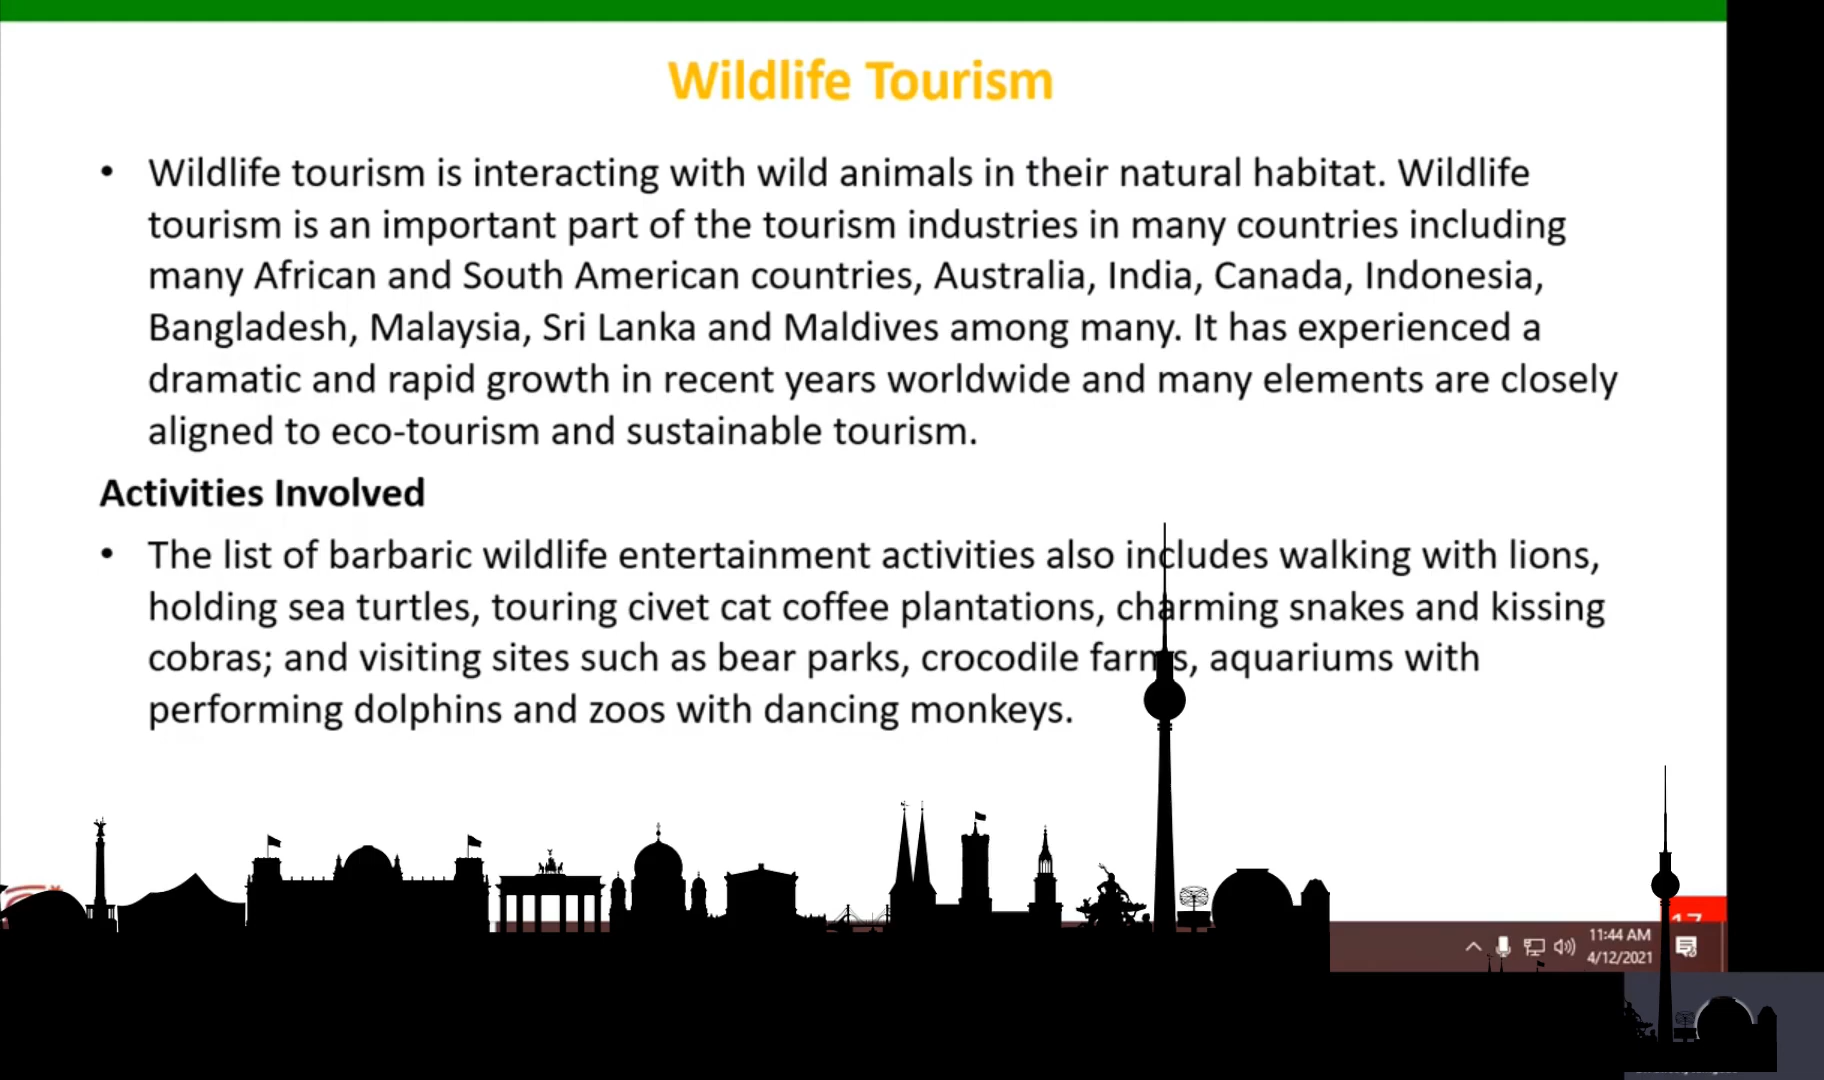 Wildlife Tourism
• Wildlife tourism is interacting with wild animals in their natural habitat. Wildlife
tourism is an important part of the tourism industries in many countries including
many African and South American countries, Australia, India, Canada, Indonesia,
Bangladesh, Malaysia, Sri Lanka and Maldives among many. It has experienced a
dramatic and rapid growth in recent years worldwide and many elements are closely
aligned to eco-tourism and sustainable tourism.
Activities Involved
• The list of barbaric wildlife entertainment activities also includes walking with lions,
holding sea turtles, touring civet cat coffee plantations, charming snakes and kissing
cobras; and visiting sites such as bear parks, crocodile farms, aquariums with
performing dolphins and zoos with dancing monkeys.
17
11:44 AM
4/12/2021